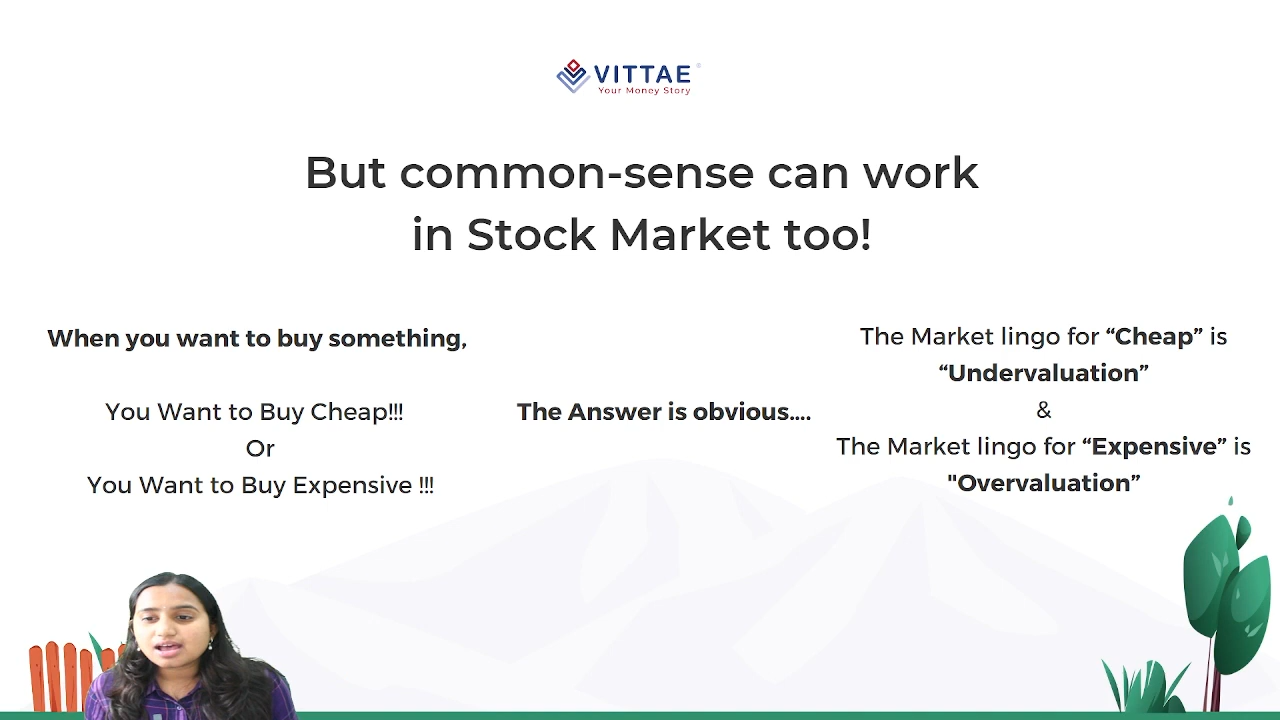 VITTAE®
Your Money Story
But common-sense can work
in Stock Market too!
When you want to buy something,
You Want to Buy Cheap!!!
Or
You Want to Buy Expensive !!!
The Answer is obvious....
The Market lingo for “Cheap” is
“Undervaluation”
&
The Market lingo for “Expensive” is
"Overvaluation”